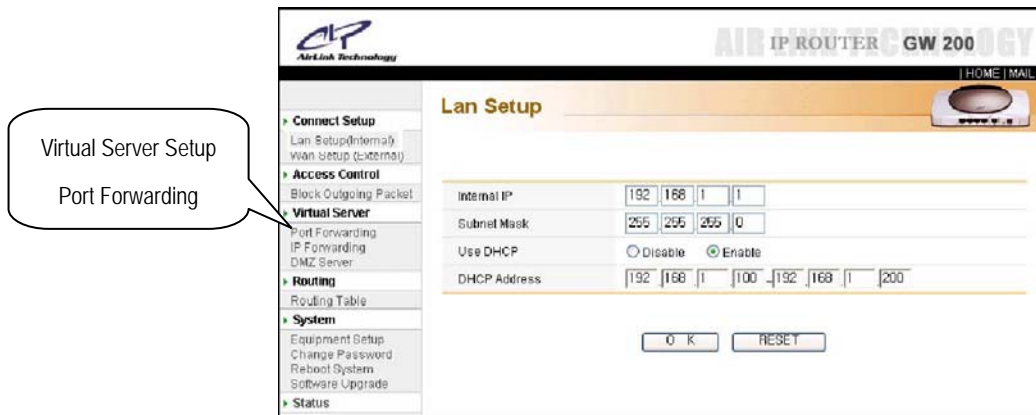 AirLink Technology
AIR LINK TECHNOLOGY
IP ROUTER GW 200
| HOME | MAIL
Virtual Server Setup
Port Forwarding
Connect Setup
Lan Setup(Internal)
Wan Setup (External)
Access Control
Block Outgoing Packet
Virtual Server
Port Forwarding
IP Forwarding
DMZ Server
Routing
Routing Table
System
Equipment Setup
Change Password
Reboot System
Software Upgrade
Status
Lan Setup
Internal IP 192 .168 .1 .1
Subnet Mask 255 .255 .255 .0
Use DHCP Disable Enable
DHCP Address 192 .168 .1 .100 -192 .168 .1 .200
O K RESET